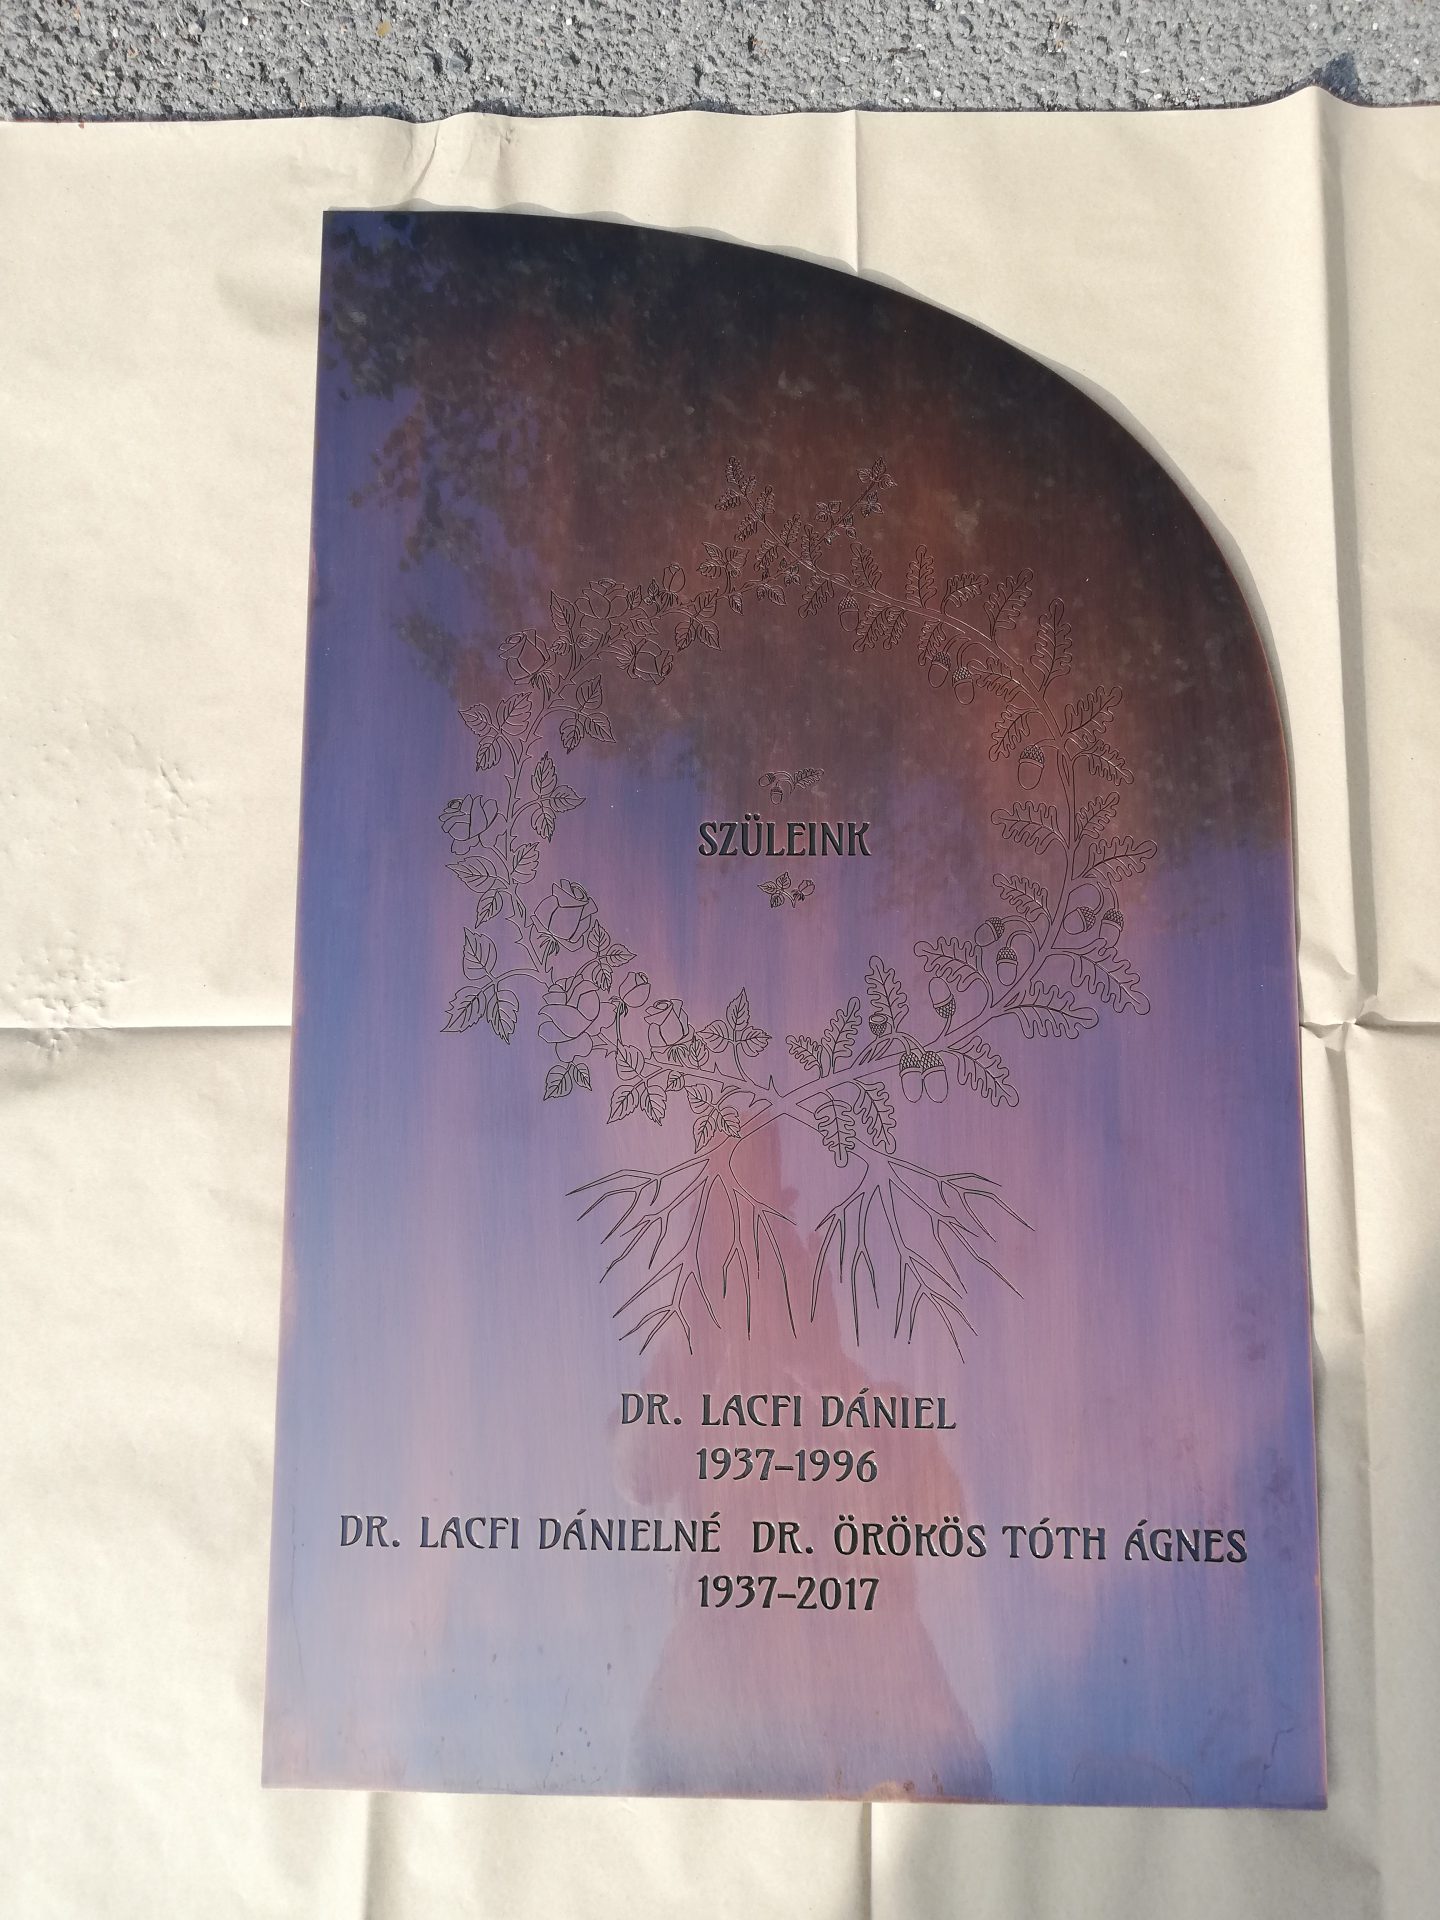 SZÜLEINK
DR. LACFI DÁNIEL
1937–1996
DR. LACFI DÁNIELNÉ DR. ÖRÖKÖS TÓTH ÁGNES
1937–2017